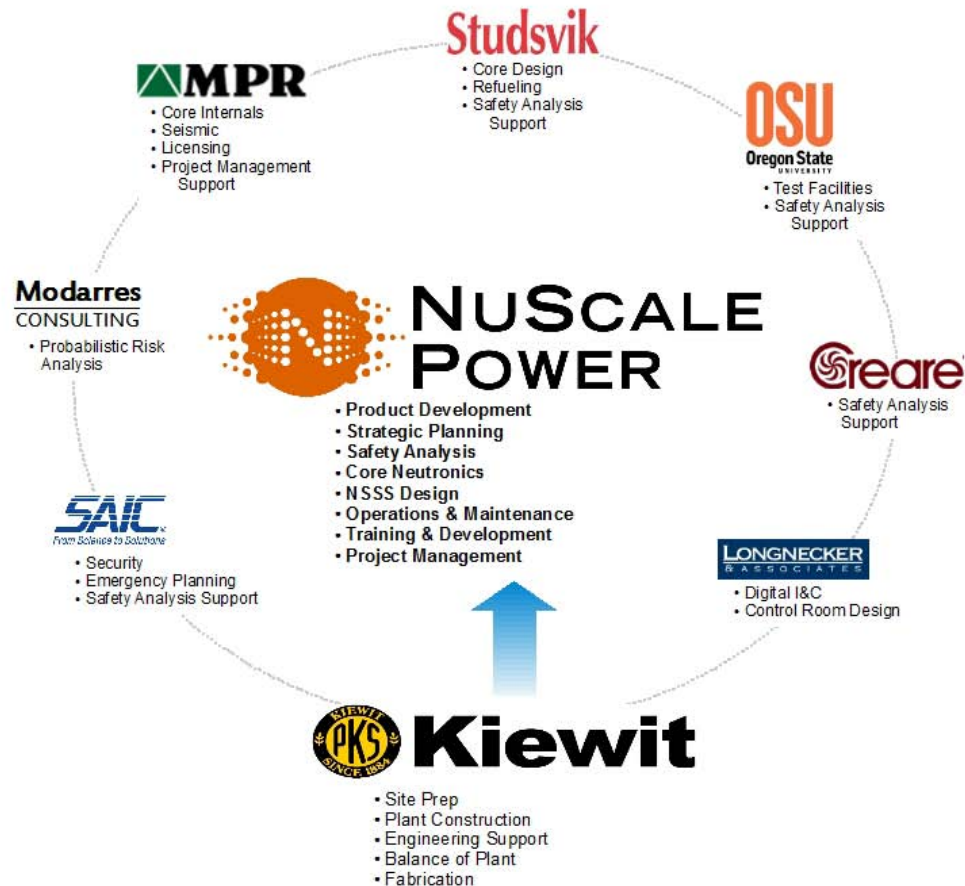 Studsvik
• Core Design
• Refueling
• Safety Analysis
Support
MPR
• Core Internals
• Seismic
• Licensing
• Project Management
Support
OSU
Oregon State
UNIVERSITY
• Test Facilities
• Safety Analysis
Support
Modarres
CONSULTING
• Probabilistic Risk
Analysis
N
NUSCALE
POWER
• Product Development
• Strategic Planning
• Safety Analysis
• Core Neutronics
• NSSS Design
• Operations & Maintenance
• Training & Development
• Project Management
Creare
• Safety Analysis
Support
SAIC
From Science to Solutions
• Security
• Emergency Planning
• Safety Analysis Support
LONGNECKER
& ASSOCIATES
• Digital I&C
• Control Room Design
KIEWIT
PKS
SINCE 1884
Kiewit
• Site Prep
• Plant Construction
• Engineering Support
• Balance of Plant
• Fabrication